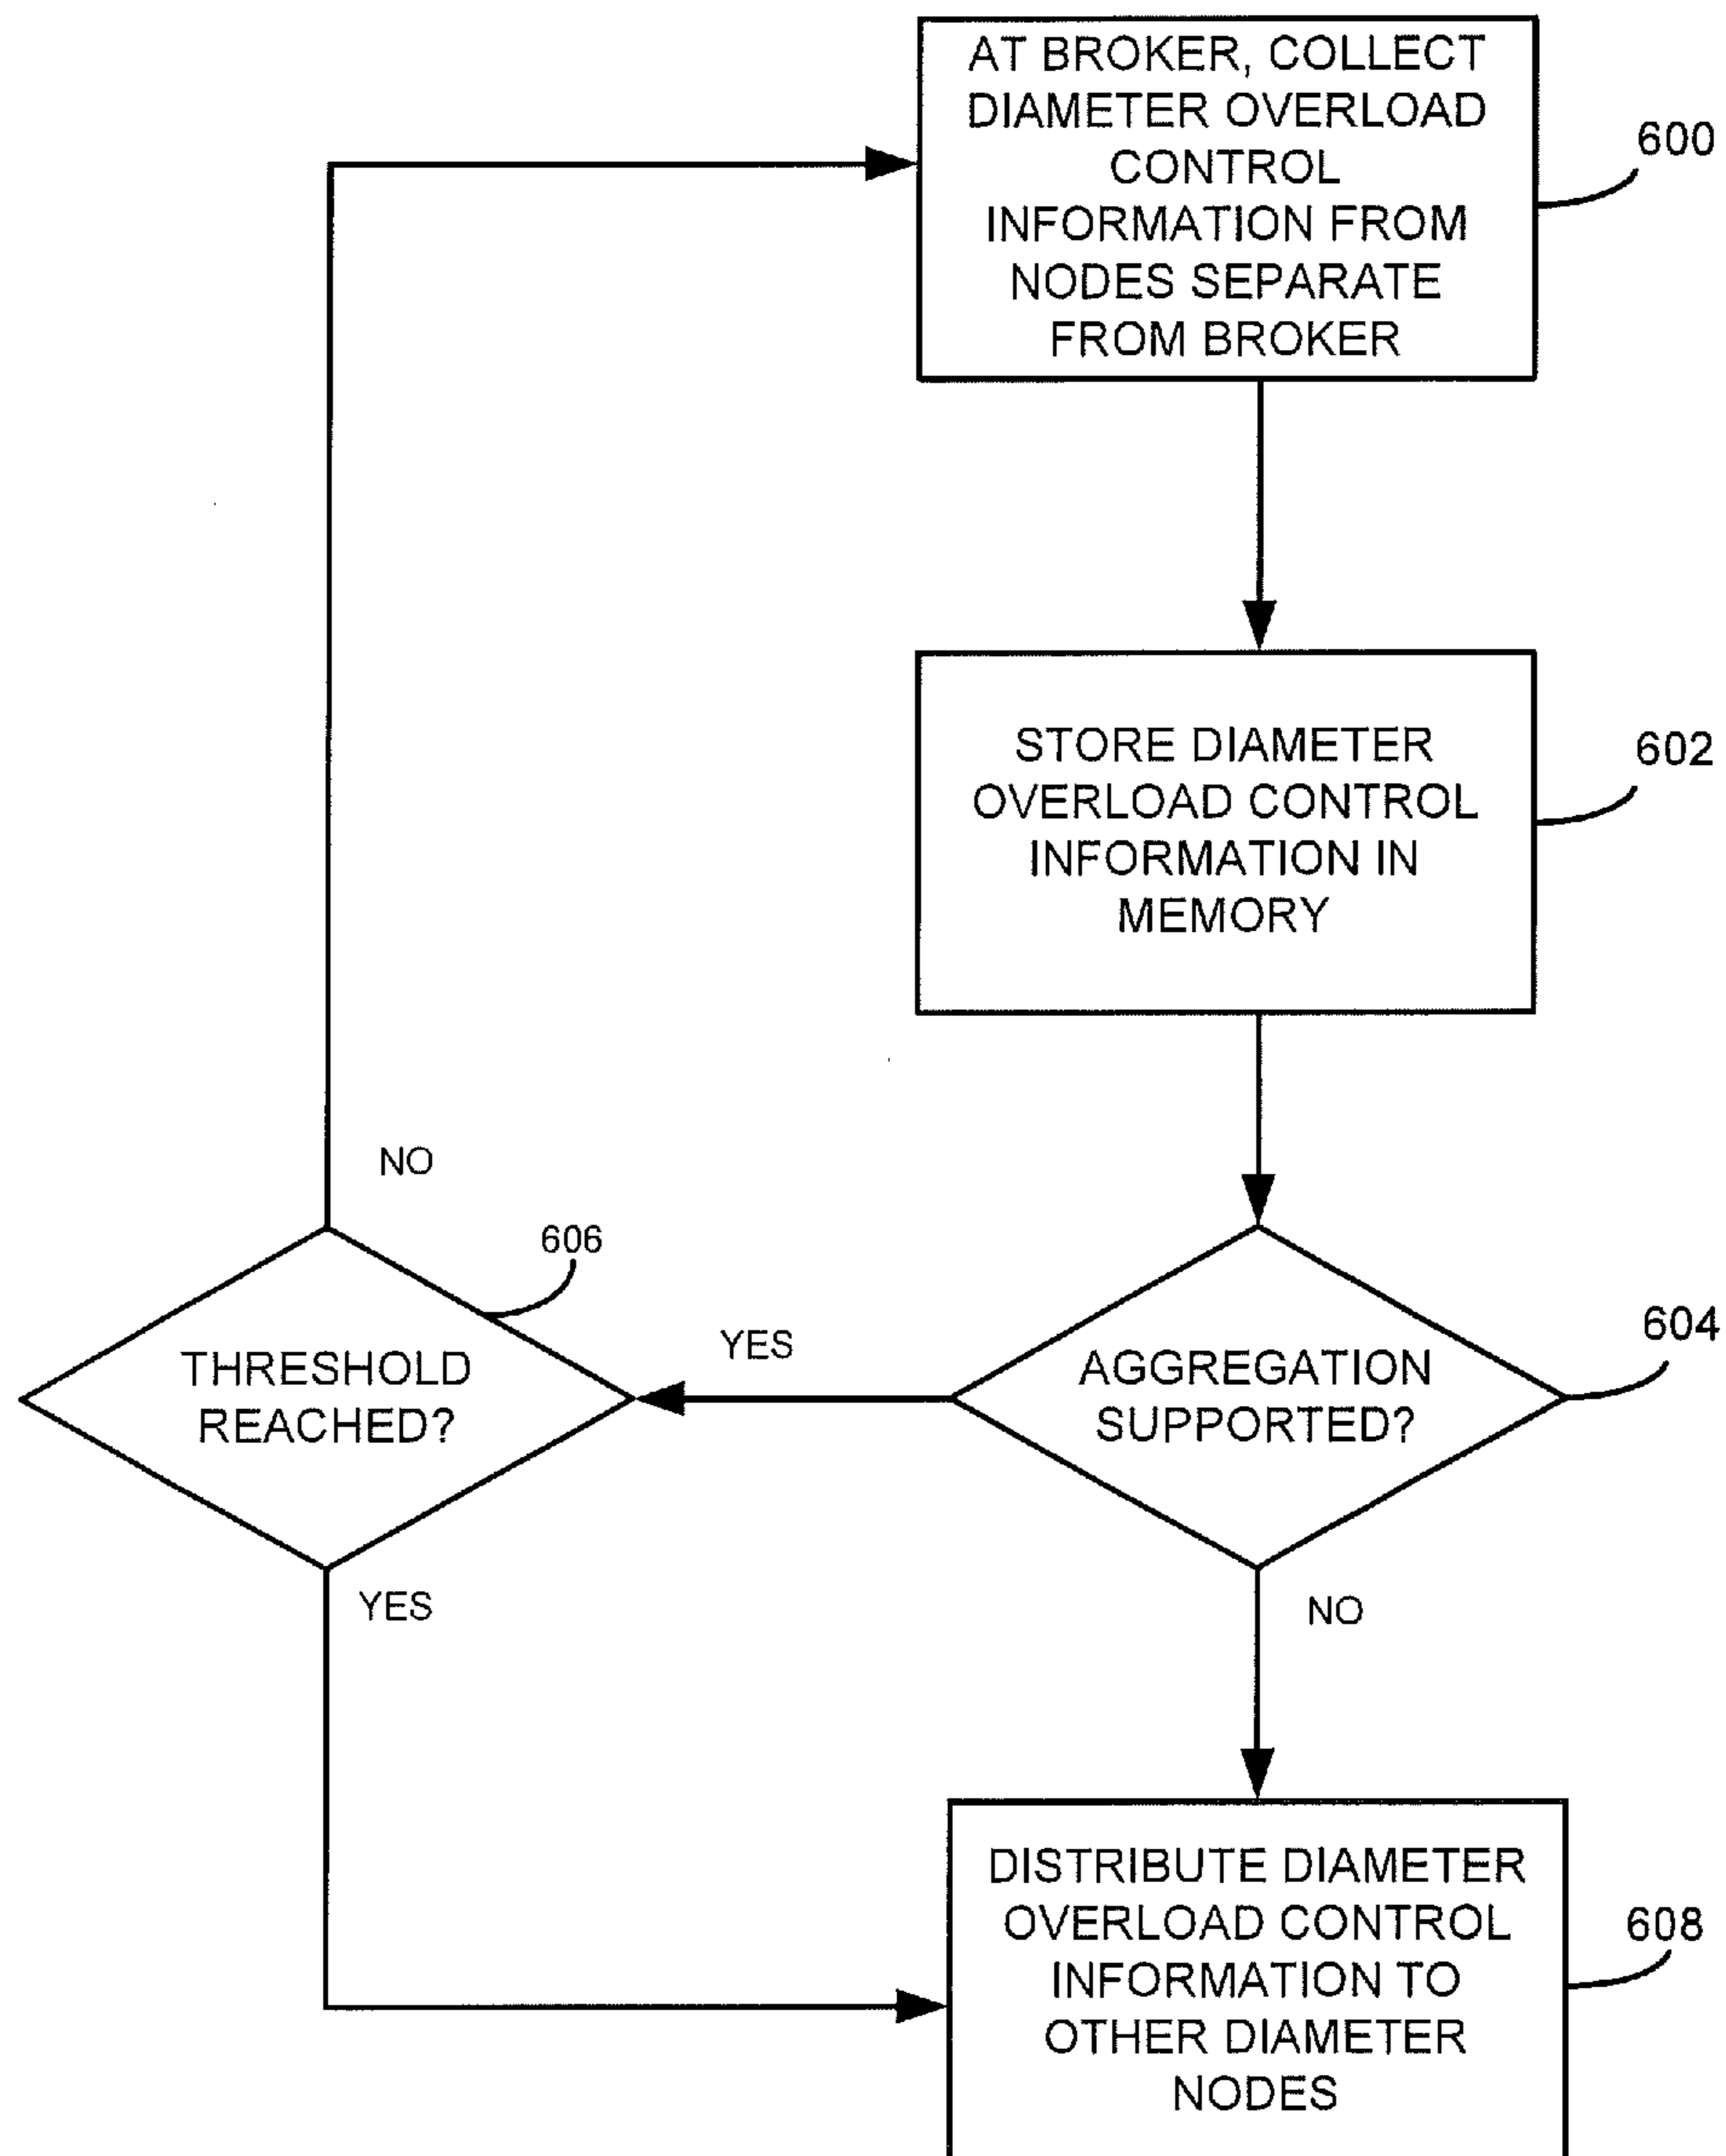 AT BROKER, COLLECT
DIAMETER OVERLOAD
CONTROL
INFORMATION FROM
NODES SEPARATE
FROM BROKER
600
STORE DIAMETER
OVERLOAD CONTROL
INFORMATION IN
MEMORY
602
NO
606
THRESHOLD
REACHED?
YES
AGGREGATION
SUPPORTED?
604
YES
NO
DISTRIBUTE DIAMETER
OVERLOAD CONTROL
INFORMATION TO
OTHER DIAMETER
NODES
608